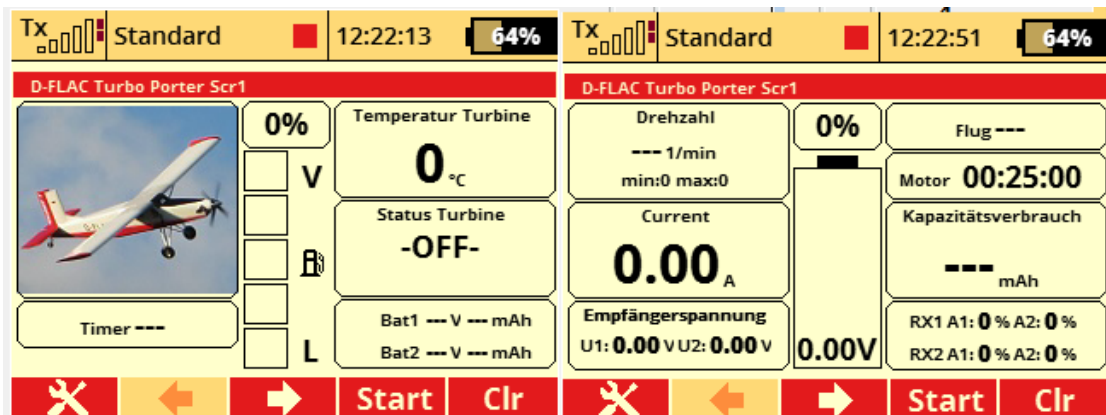 Tx Standard 12:22:13 64%
D-FLAC Turbo Porter Scr1
0%
V
L
Timer ---
Temperatur Turbine
0 °C
Status Turbine
-OFF-
Bat1 --- V --- mAh
Bat2 --- V --- mAh
Start Clr
Tx Standard 12:22:51 64%
D-FLAC Turbo Porter Scr1
Drehzahl
--- 1/min
min:0 max:0
Current
0.00 A
Empfängerspannung
U1: 0.00 V U2: 0.00 V
0%
0.00V
Flug ---
Motor 00:25:00
Kapazitätsverbrauch
--- mAh
RX1 A1: 0 % A2: 0 %
RX2 A1: 0 % A2: 0 %
Start Clr